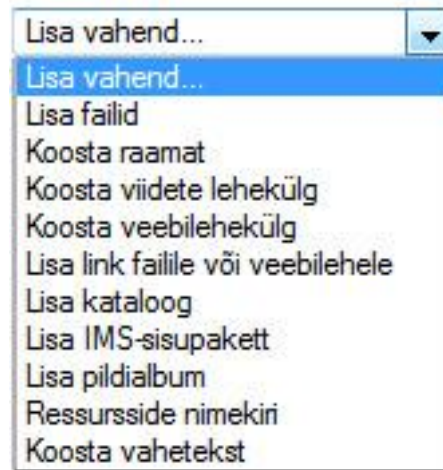 Lisa vahend...
Lisa vahend...
Lisa failid
Koosta raamat
Koosta viidete lehekülg
Koosta veebilehekülg
Lisa link failile või veebilehele
Lisa kataloog
Lisa IMS-sisupakett
Lisa pildialbum
Ressursside nimekiri
Koosta vahetekst